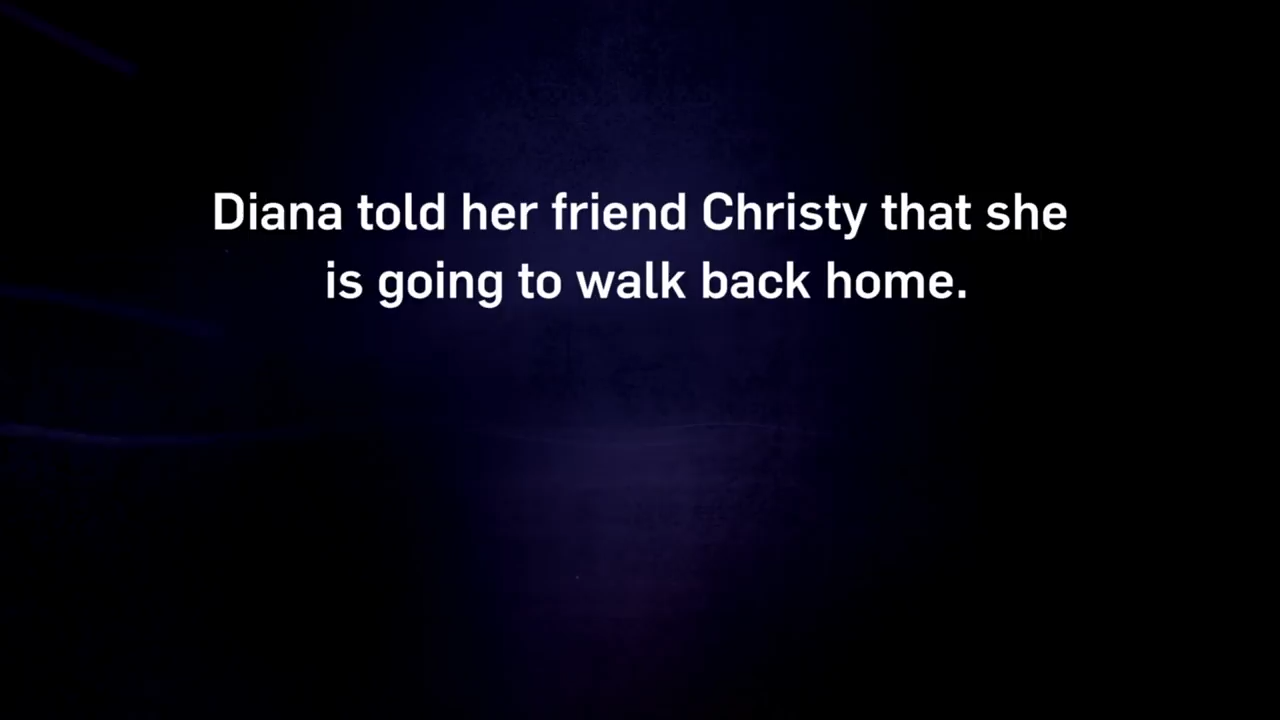 Diana told her friend Christy that she
is going to walk back home.